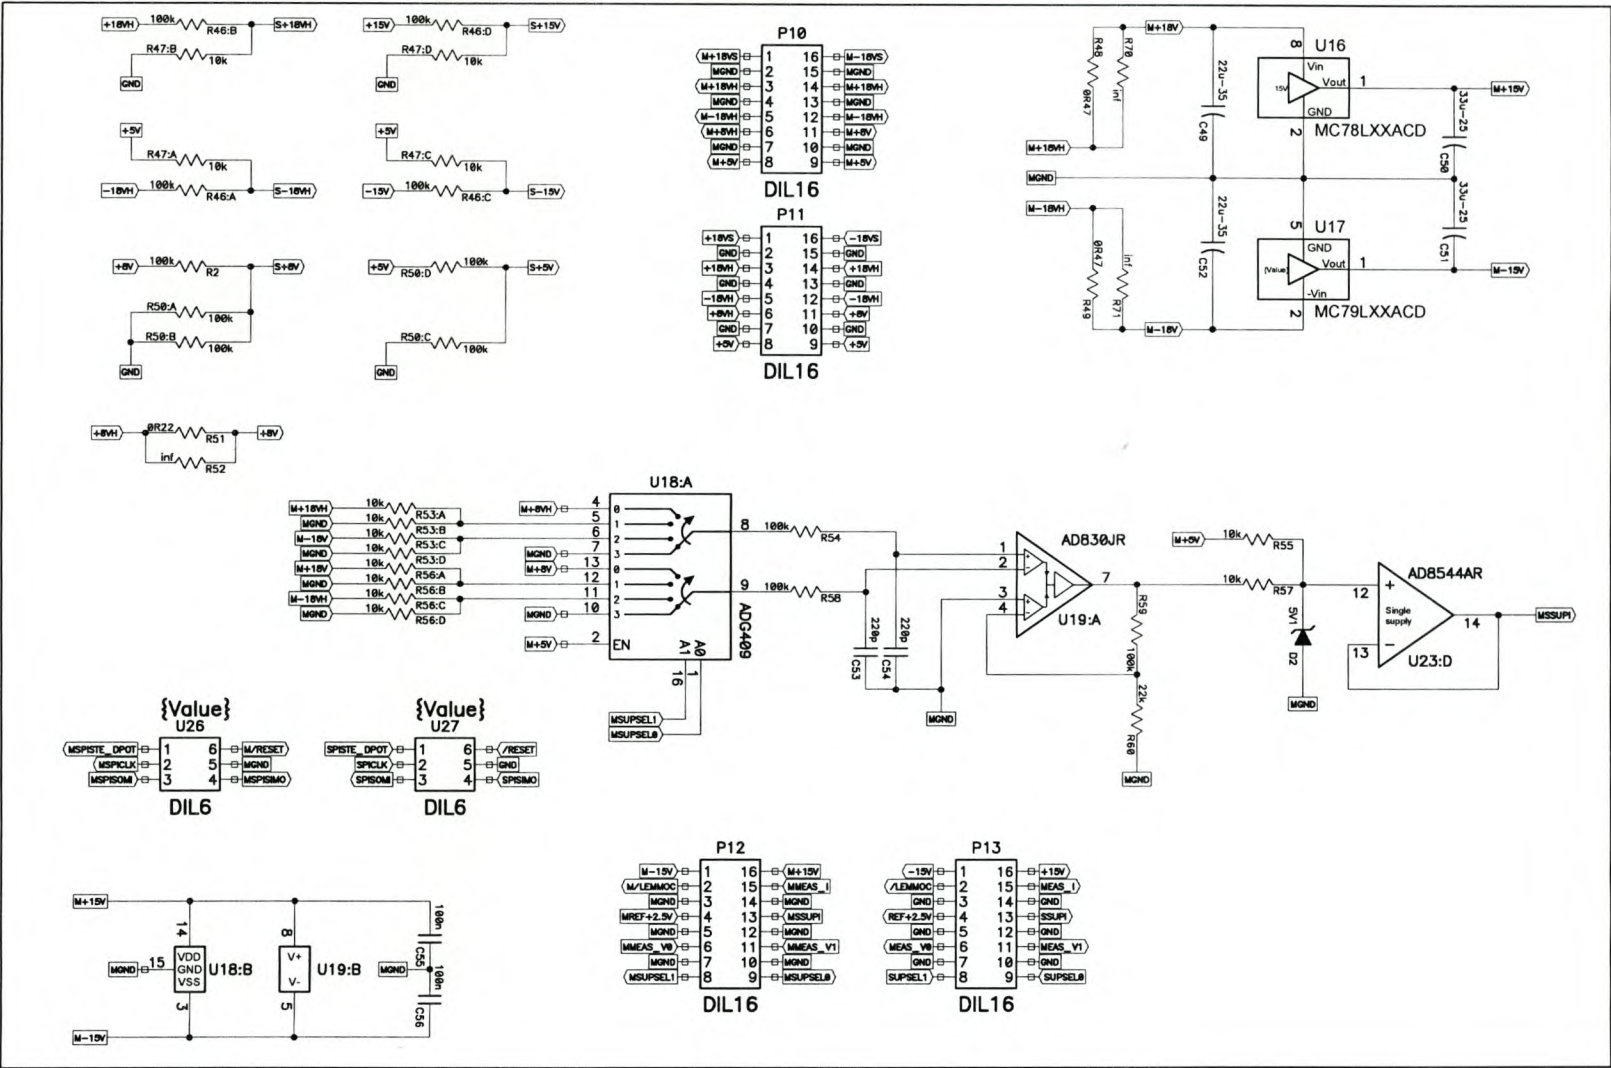 +18VH 100k R46:B S+18VH
R47:B 10k
GND
+15V 100k R46:D S+15V
R47:D 10k
GND
+5V
R47:A 10k
-18VH 100k R46:A S-18VH
+5V
R47:C 10k
-15V 100k R46:C S-15V
+8V 100k R2 S+8V
R50:A 100k
R50:B 100k
GND
+5V R50:D 100k S+5V
R50:C 100k
GND
+8VH 0R22 R51 +8V
inf R52
P10
M+18VS 1 16 M-18VS
MGND 2 15 MGND
M+18VH 3 14 M+18VH
MGND 4 13 MGND
M-18VH 5 12 M-18VH
M+8VH 6 11 M+8V
MGND 7 10 MGND
M+5V 8 9 M+5V
DIL16
P11
+18VS 1 16 -18VS
GND 2 15 GND
+18VH 3 14 +18VH
GND 4 13 GND
-18VH 5 12 -18VH
+8VH 6 11 +8V
GND 7 10 GND
+5V 8 9 +5V
DIL16
R48 0R47
R70 inf
M+18V
M+18VH
22u-35 C49
8 U16
Vin
15V Vout 1
GND
2 MC78LXXACD
33u-25 C50
M+15V
MGND
M-18VH
0R47 R49
inf R71
M-18V
22u-35 C52
5 U17
GND
{Value} Vout 1
-Vin
2 MC79LXXACD
33u-25 C51
M-15V
U18:A
M+18VH 10k R53:A
MGND 10k R53:B
M-18V 10k R53:C
MGND 10k R53:D
M+18V 10k R56:A
MGND 10k R56:B
M-18VH 10k R56:C
MGND 10k R56:D
M+8VH 4 0
5 1
6 2
MGND 7 3
M+8V 13 0
12 1
11 2
MGND 10 3
M+5V 2 EN
A1 A0
16 1
ADG409
MSUPSEL1
MSUPSEL0
8 100k R54
9 100k R58
220p C53
220p C54
MGND
AD830JR
1
2
3
4
7
U19:A
R59 100k
22k R60
MGND
M+5V 10k R55
10k R57
5V1 D2
MGND
AD8544AR
12 +
Single
supply
13 -
14
U23:D
MSSUPI
{Value}
U26
MSPISTE_DPOT 1 6 M/RESET
MSPICLK 2 5 MGND
MSPISOMI 3 4 MSPISIMO
DIL6
{Value}
U27
SPISTE_DPOT 1 6 /RESET
SPICLK 2 5 GND
SPISOMI 3 4 SPISIMO
DIL6
M+15V
14
VDD
MGND 15 GND U18:B
VSS
3
8
V+
U19:B
V-
5
MGND
100n C55
100n C56
M-15V
P12
M-15V 1 16 M+15V
M/LEMMOC 2 15 MMEAS_I
MGND 3 14 MGND
MREF+2.5V 4 13 MSSUPI
MGND 5 12 MGND
MMEAS_V0 6 11 MMEAS_V1
MGND 7 10 MGND
MSUPSEL1 8 9 MSUPSEL0
DIL16
P13
-15V 1 16 +15V
/LEMMOC 2 15 MEAS_I
GND 3 14 GND
REF+2.5V 4 13 SSUPI
GND 5 12 GND
MEAS_V0 6 11 MEAS_V1
GND 7 10 GND
SUPSEL1 8 9 SUPSEL0
DIL16